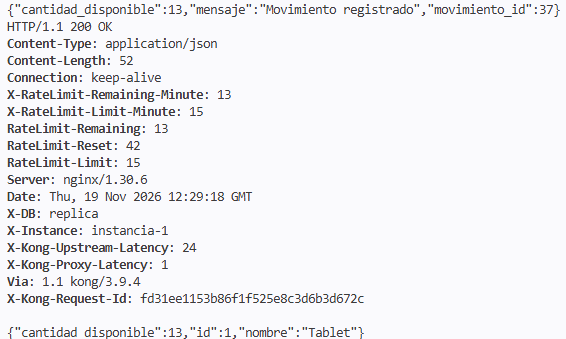 {"cantidad_disponible":13,"mensaje":"Movimiento registrado","movimiento_id":37}
HTTP/1.1 200 OK
Content-Type: application/json
Content-Length: 52
Connection: keep-alive
X-RateLimit-Remaining-Minute: 13
X-RateLimit-Limit-Minute: 15
RateLimit-Remaining: 13
RateLimit-Reset: 42
RateLimit-Limit: 15
Server: nginx/1.30.6
Date: Thu, 19 Nov 2026 12:29:18 GMT
X-DB: replica
X-Instance: instancia-1
X-Kong-Upstream-Latency: 24
X-Kong-Proxy-Latency: 1
Via: 1.1 kong/3.9.4
X-Kong-Request-Id: fd31ee1153b86f1f525e8c3d6b3d672c

{"cantidad_disponible":13,"id":1,"nombre":"Tablet"}